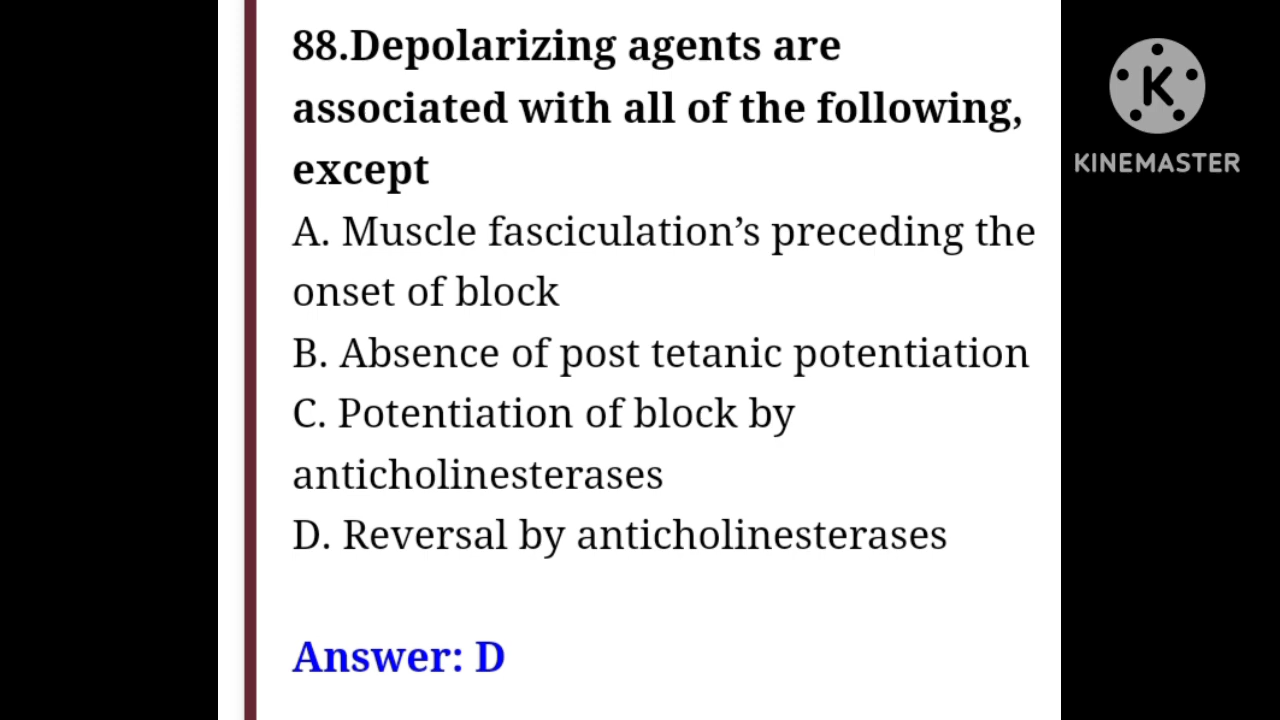 88.Depolarizing agents are
associated with all of the following,
except
A. Muscle fasciculation’s preceding the
onset of block
B. Absence of post tetanic potentiation
C. Potentiation of block by
anticholinesterases
D. Reversal by anticholinesterases
Answer: D
K
KINEMASTER